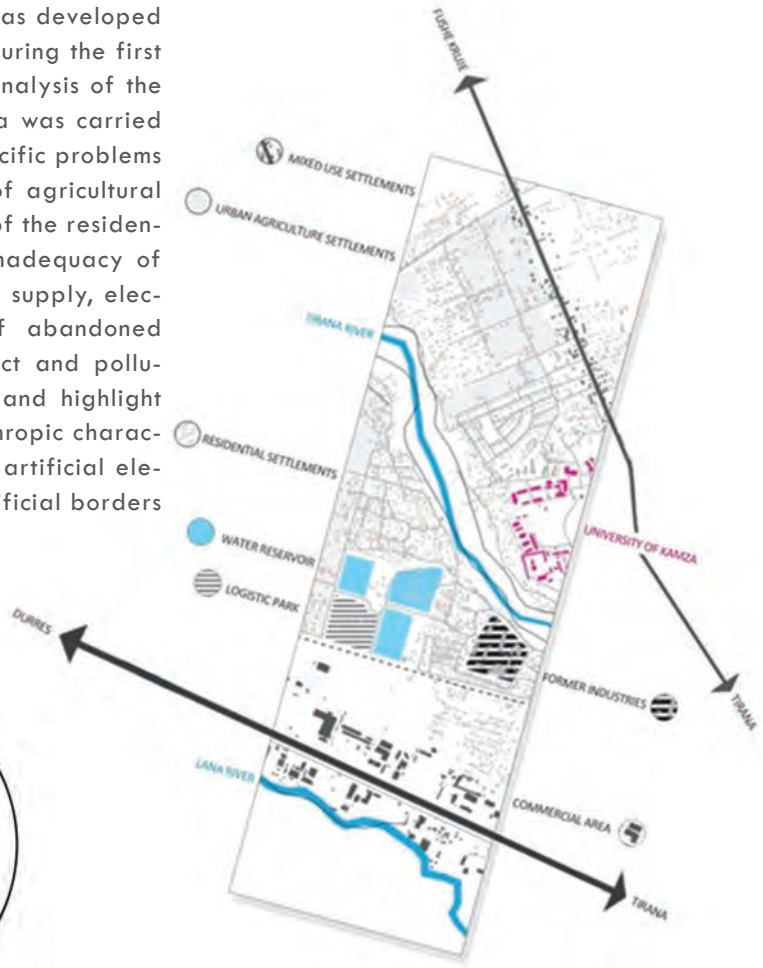 as developed
uring the first
nalysis of the
a was carried
cific problems
of agricultural
of the residen-
nadequacy of
supply, elec-
f abandoned
ct and pollu-
and highlight
hropic charac-
artificial ele-
ificial borders
FUSHE KRUJE
MIXED USE SETTLEMENTS
URBAN AGRICULTURE SETTLEMENTS
TIRANA RIVER
RESIDENTIAL SETTLEMENTS
WATER RESERVOIR
LOGISTIC PARK
UNIVERSITY OF KAMZA
DURRES
FORMER INDUSTRIES
TIRANA
LANA RIVER
COMMERCIAL AREA
TIRANA